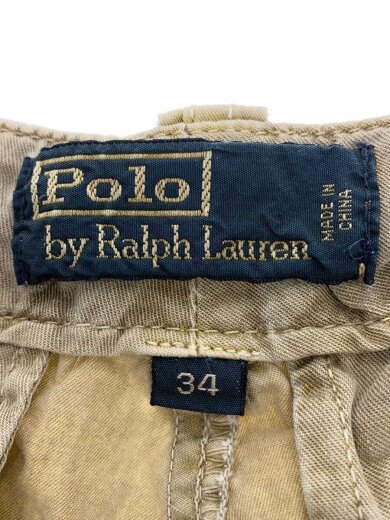 Polo
by Ralph Lauren
MADE IN
CHINA
34